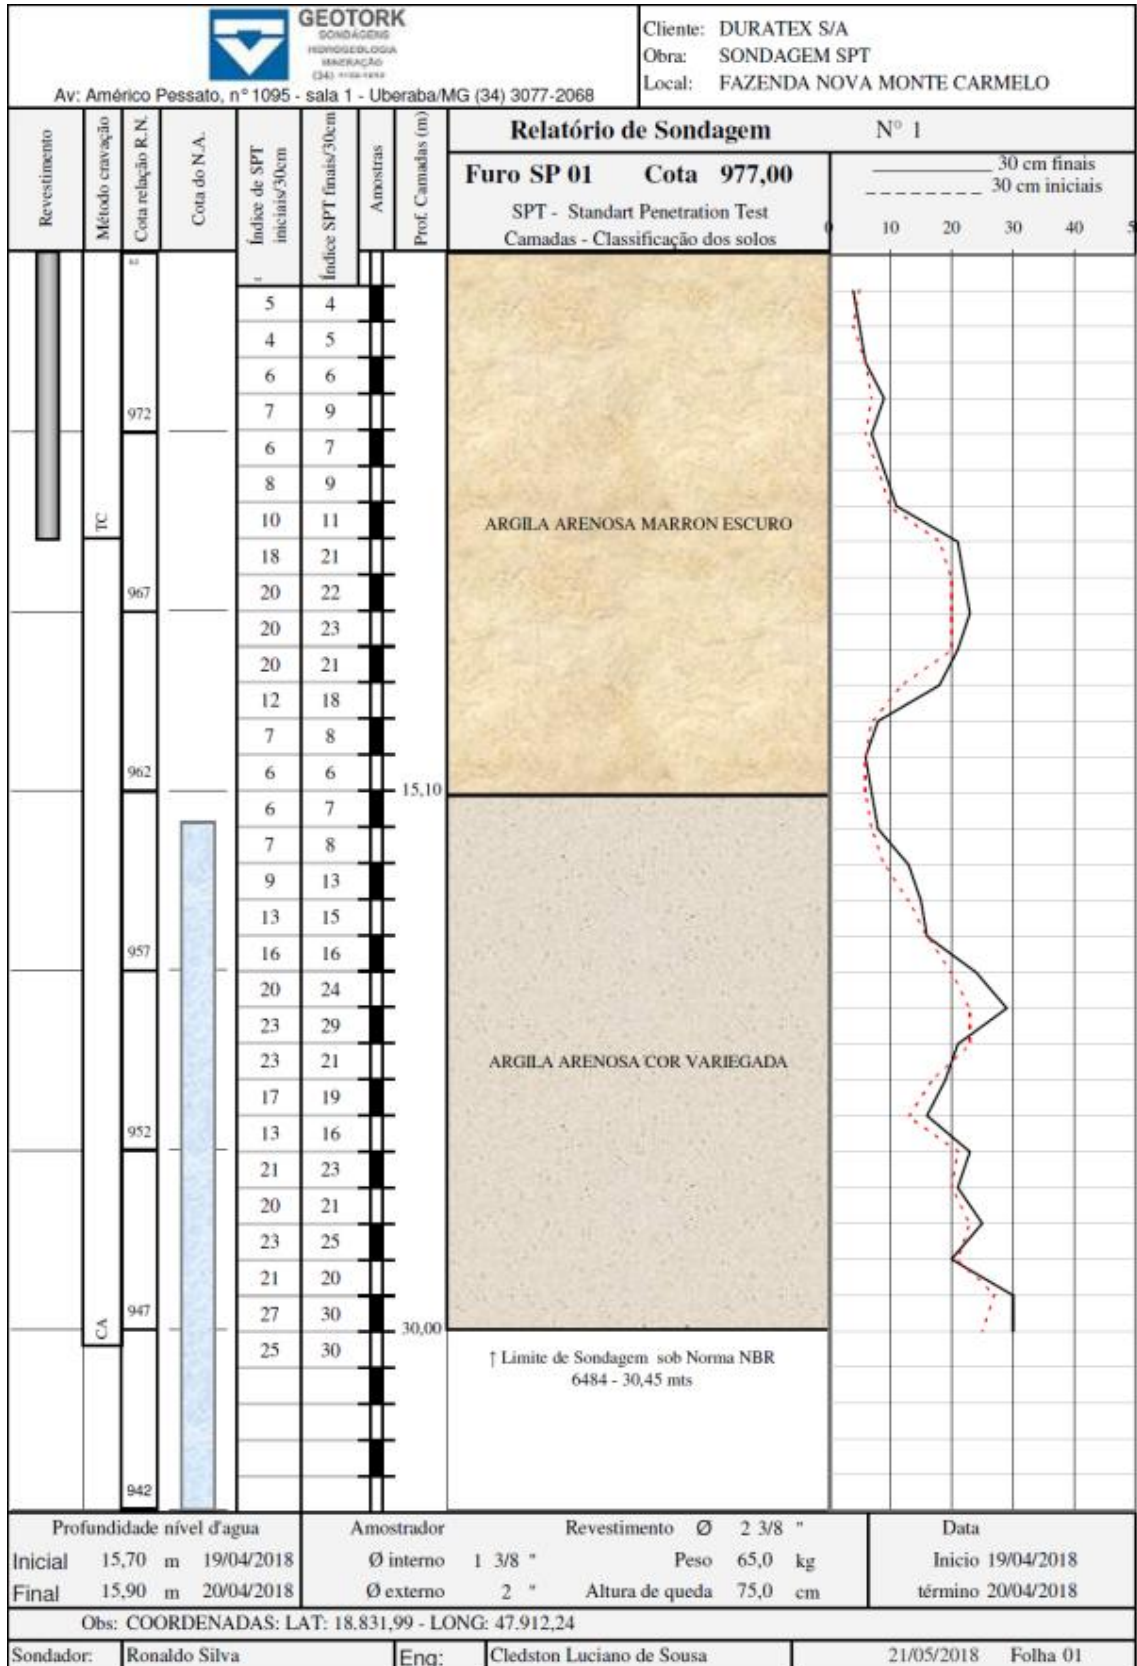 GEOTORK
SONDAGENS
HIDROGEOLOGIA
MINERAÇÃO
(34)
Av: Américo Pessato, n° 1095 - sala 1 - Uberaba/MG (34) 3077-2068
Cliente: DURATEX S/A
Obra: SONDAGEM SPT
Local: FAZENDA NOVA MONTE CARMELO
Revestimento
Método cravação
Cota relação R.N.
Cota do N.A.
Índice de SPT iniciais/30cm
Índice SPT finais/30cm
Amostras
Prof. Camadas (m)
Relatório de Sondagem N° 1
Furo SP 01 Cota 977,00
SPT - Standart Penetration Test
Camadas - Classificação dos solos
30 cm finais
30 cm iniciais
0 10 20 30 40 5
5 4
4 5
6 6
972 7 9
6 7
8 9
TC 10 11 ARGILA ARENOSA MARRON ESCURO
18 21
967 20 22
20 23
20 21
12 18
7 8
962 6 6
15,10
6 7
7 8
9 13
13 15
957 16 16
20 24
23 29
23 21 ARGILA ARENOSA COR VARIEGADA
17 19
952 13 16
21 23
20 21
23 25
21 20
947 27 30
CA 30,00
25 30
↑ Limite de Sondagem sob Norma NBR
6484 - 30,45 mts
942
Profundidade nível d'agua Amostrador Revestimento Ø 2 3/8 " Data
Inicial 15,70 m 19/04/2018 Ø interno 1 3/8 " Peso 65,0 kg Inicio 19/04/2018
Final 15,90 m 20/04/2018 Ø externo 2 " Altura de queda 75,0 cm término 20/04/2018
Obs: COORDENADAS: LAT: 18.831,99 - LONG: 47.912,24
Sondador: Ronaldo Silva Eng: Cledston Luciano de Sousa 21/05/2018 Folha 01